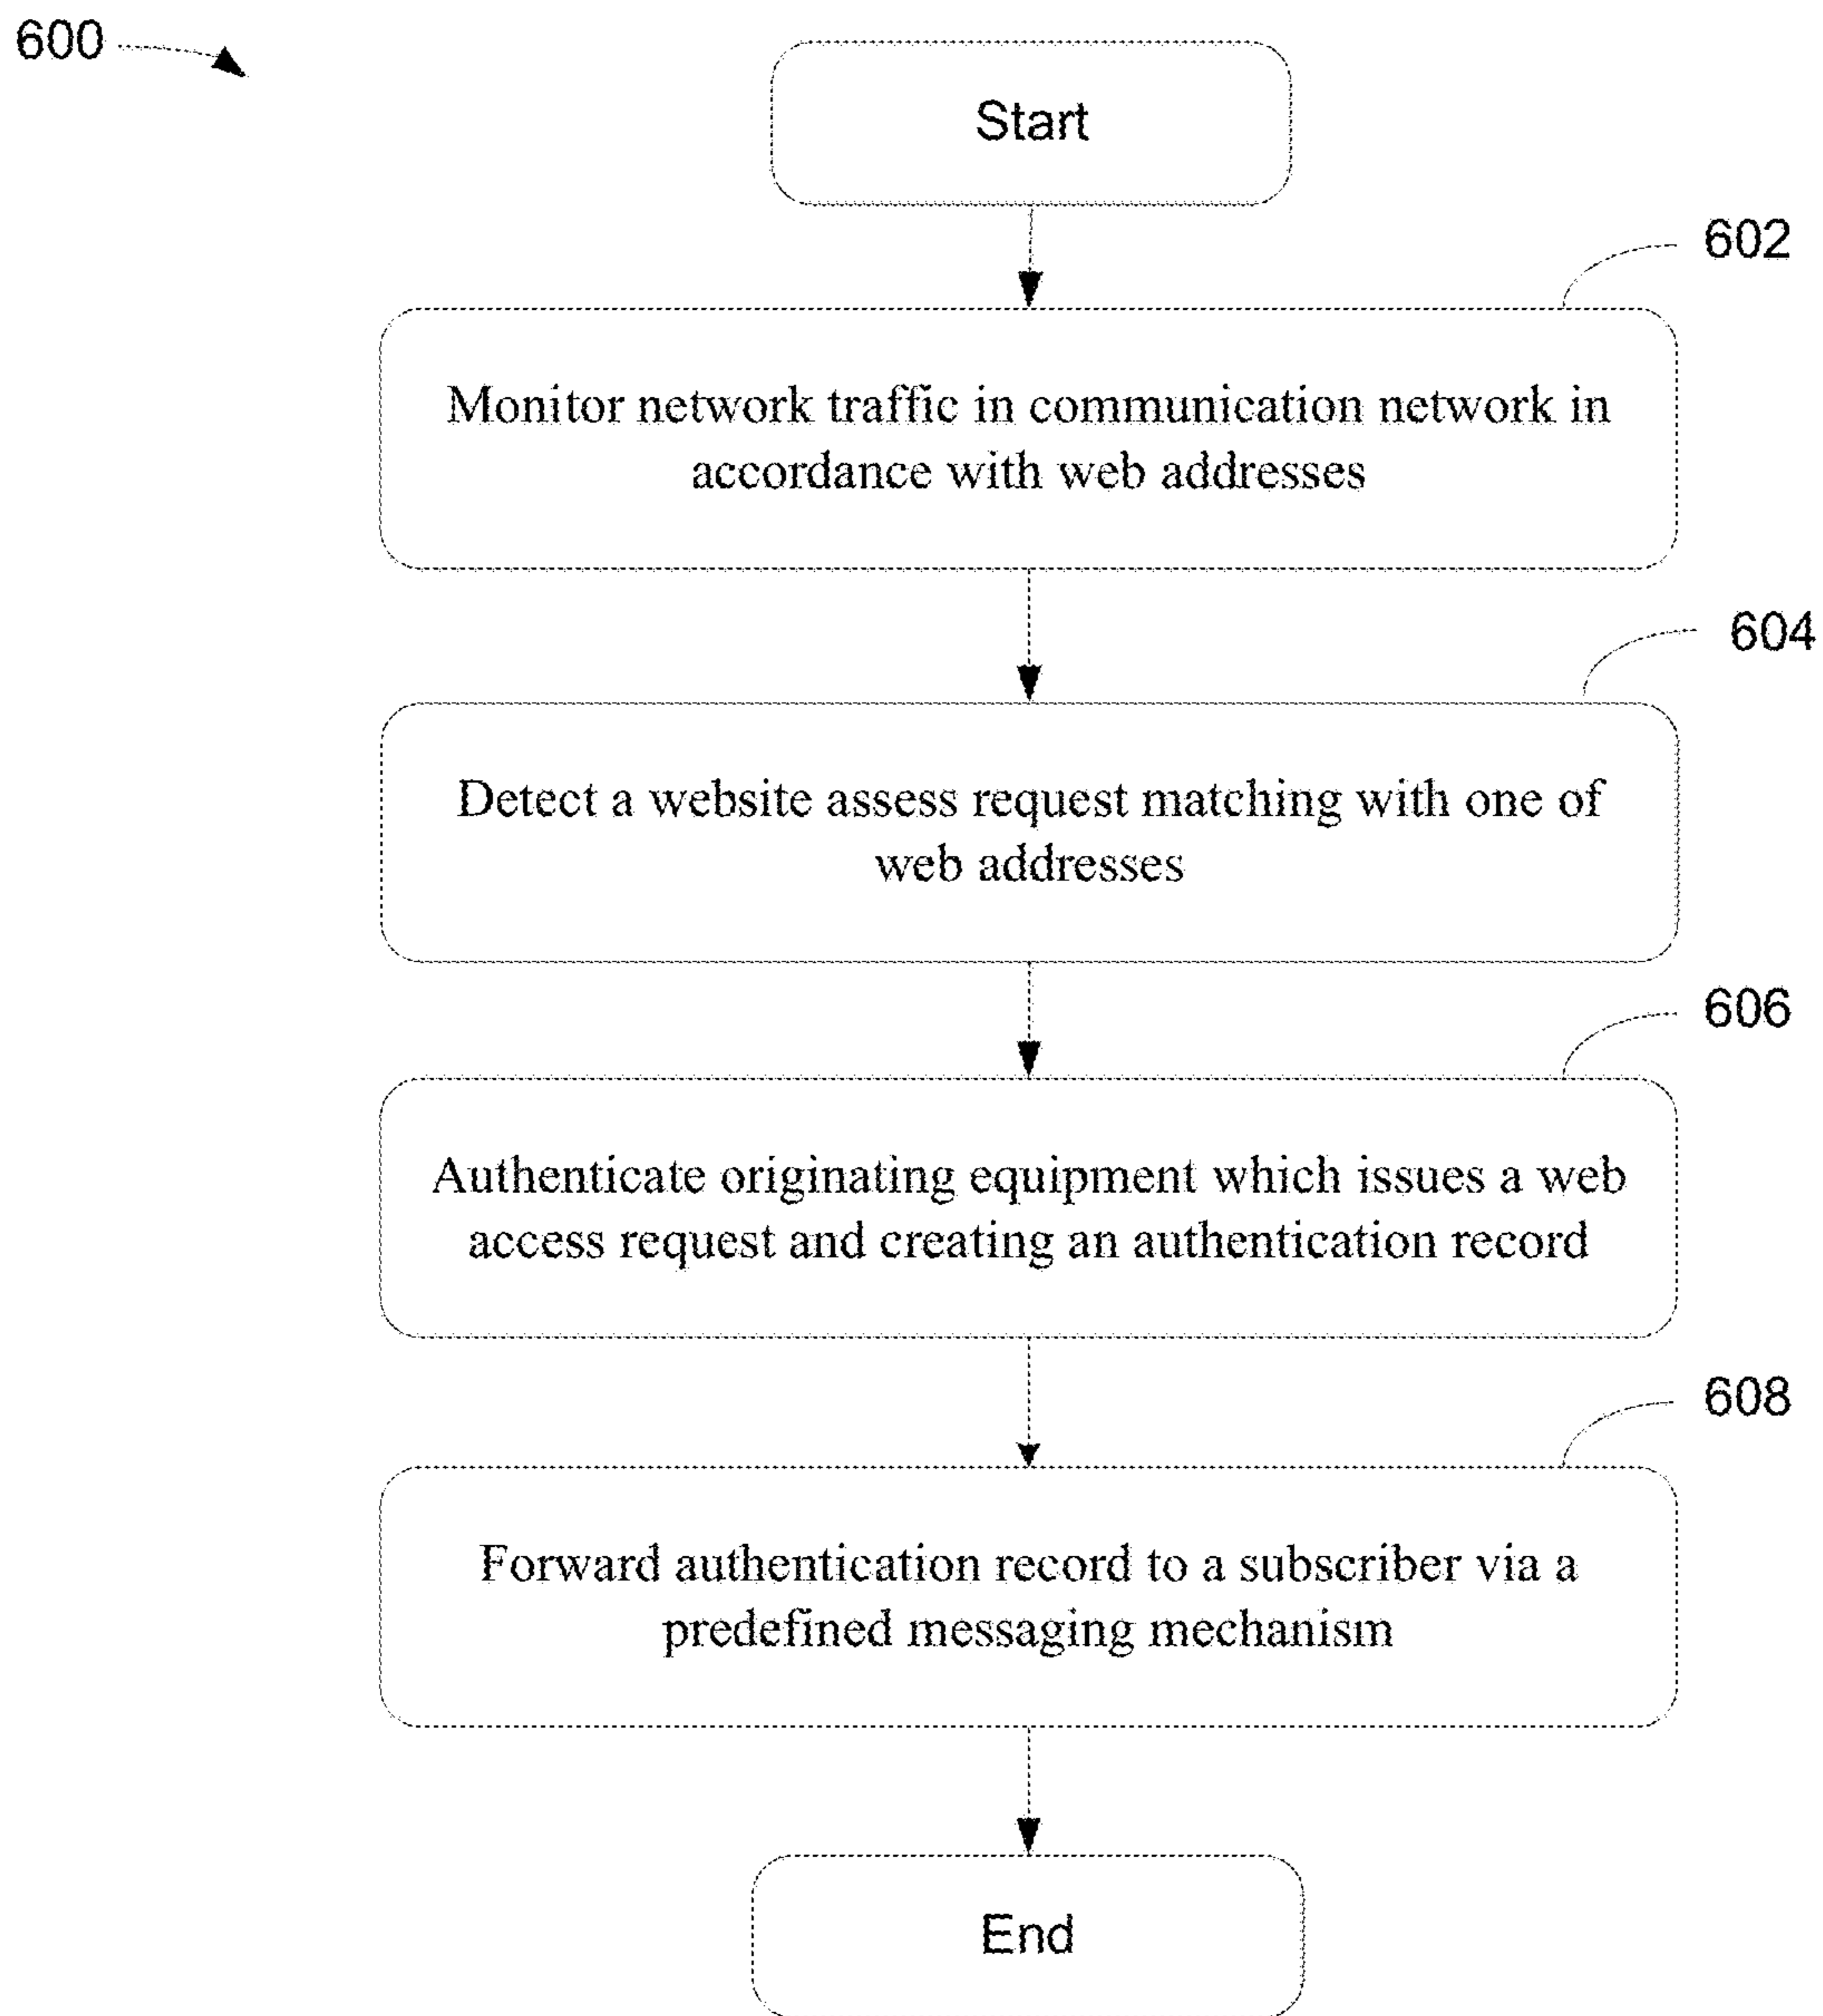 600
Start
602
Monitor network traffic in communication network in
accordance with web addresses
604
Detect a website assess request matching with one of
web addresses
606
Authenticate originating equipment which issues a web
access request and creating an authentication record
608
Forward authentication record to a subscriber via a
predefined messaging mechanism
End